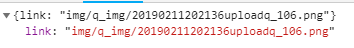 ▼{link: "img/q_img/20190211202136uploadq_106.png"}
link: "img/q_img/20190211202136uploadq_106.png"